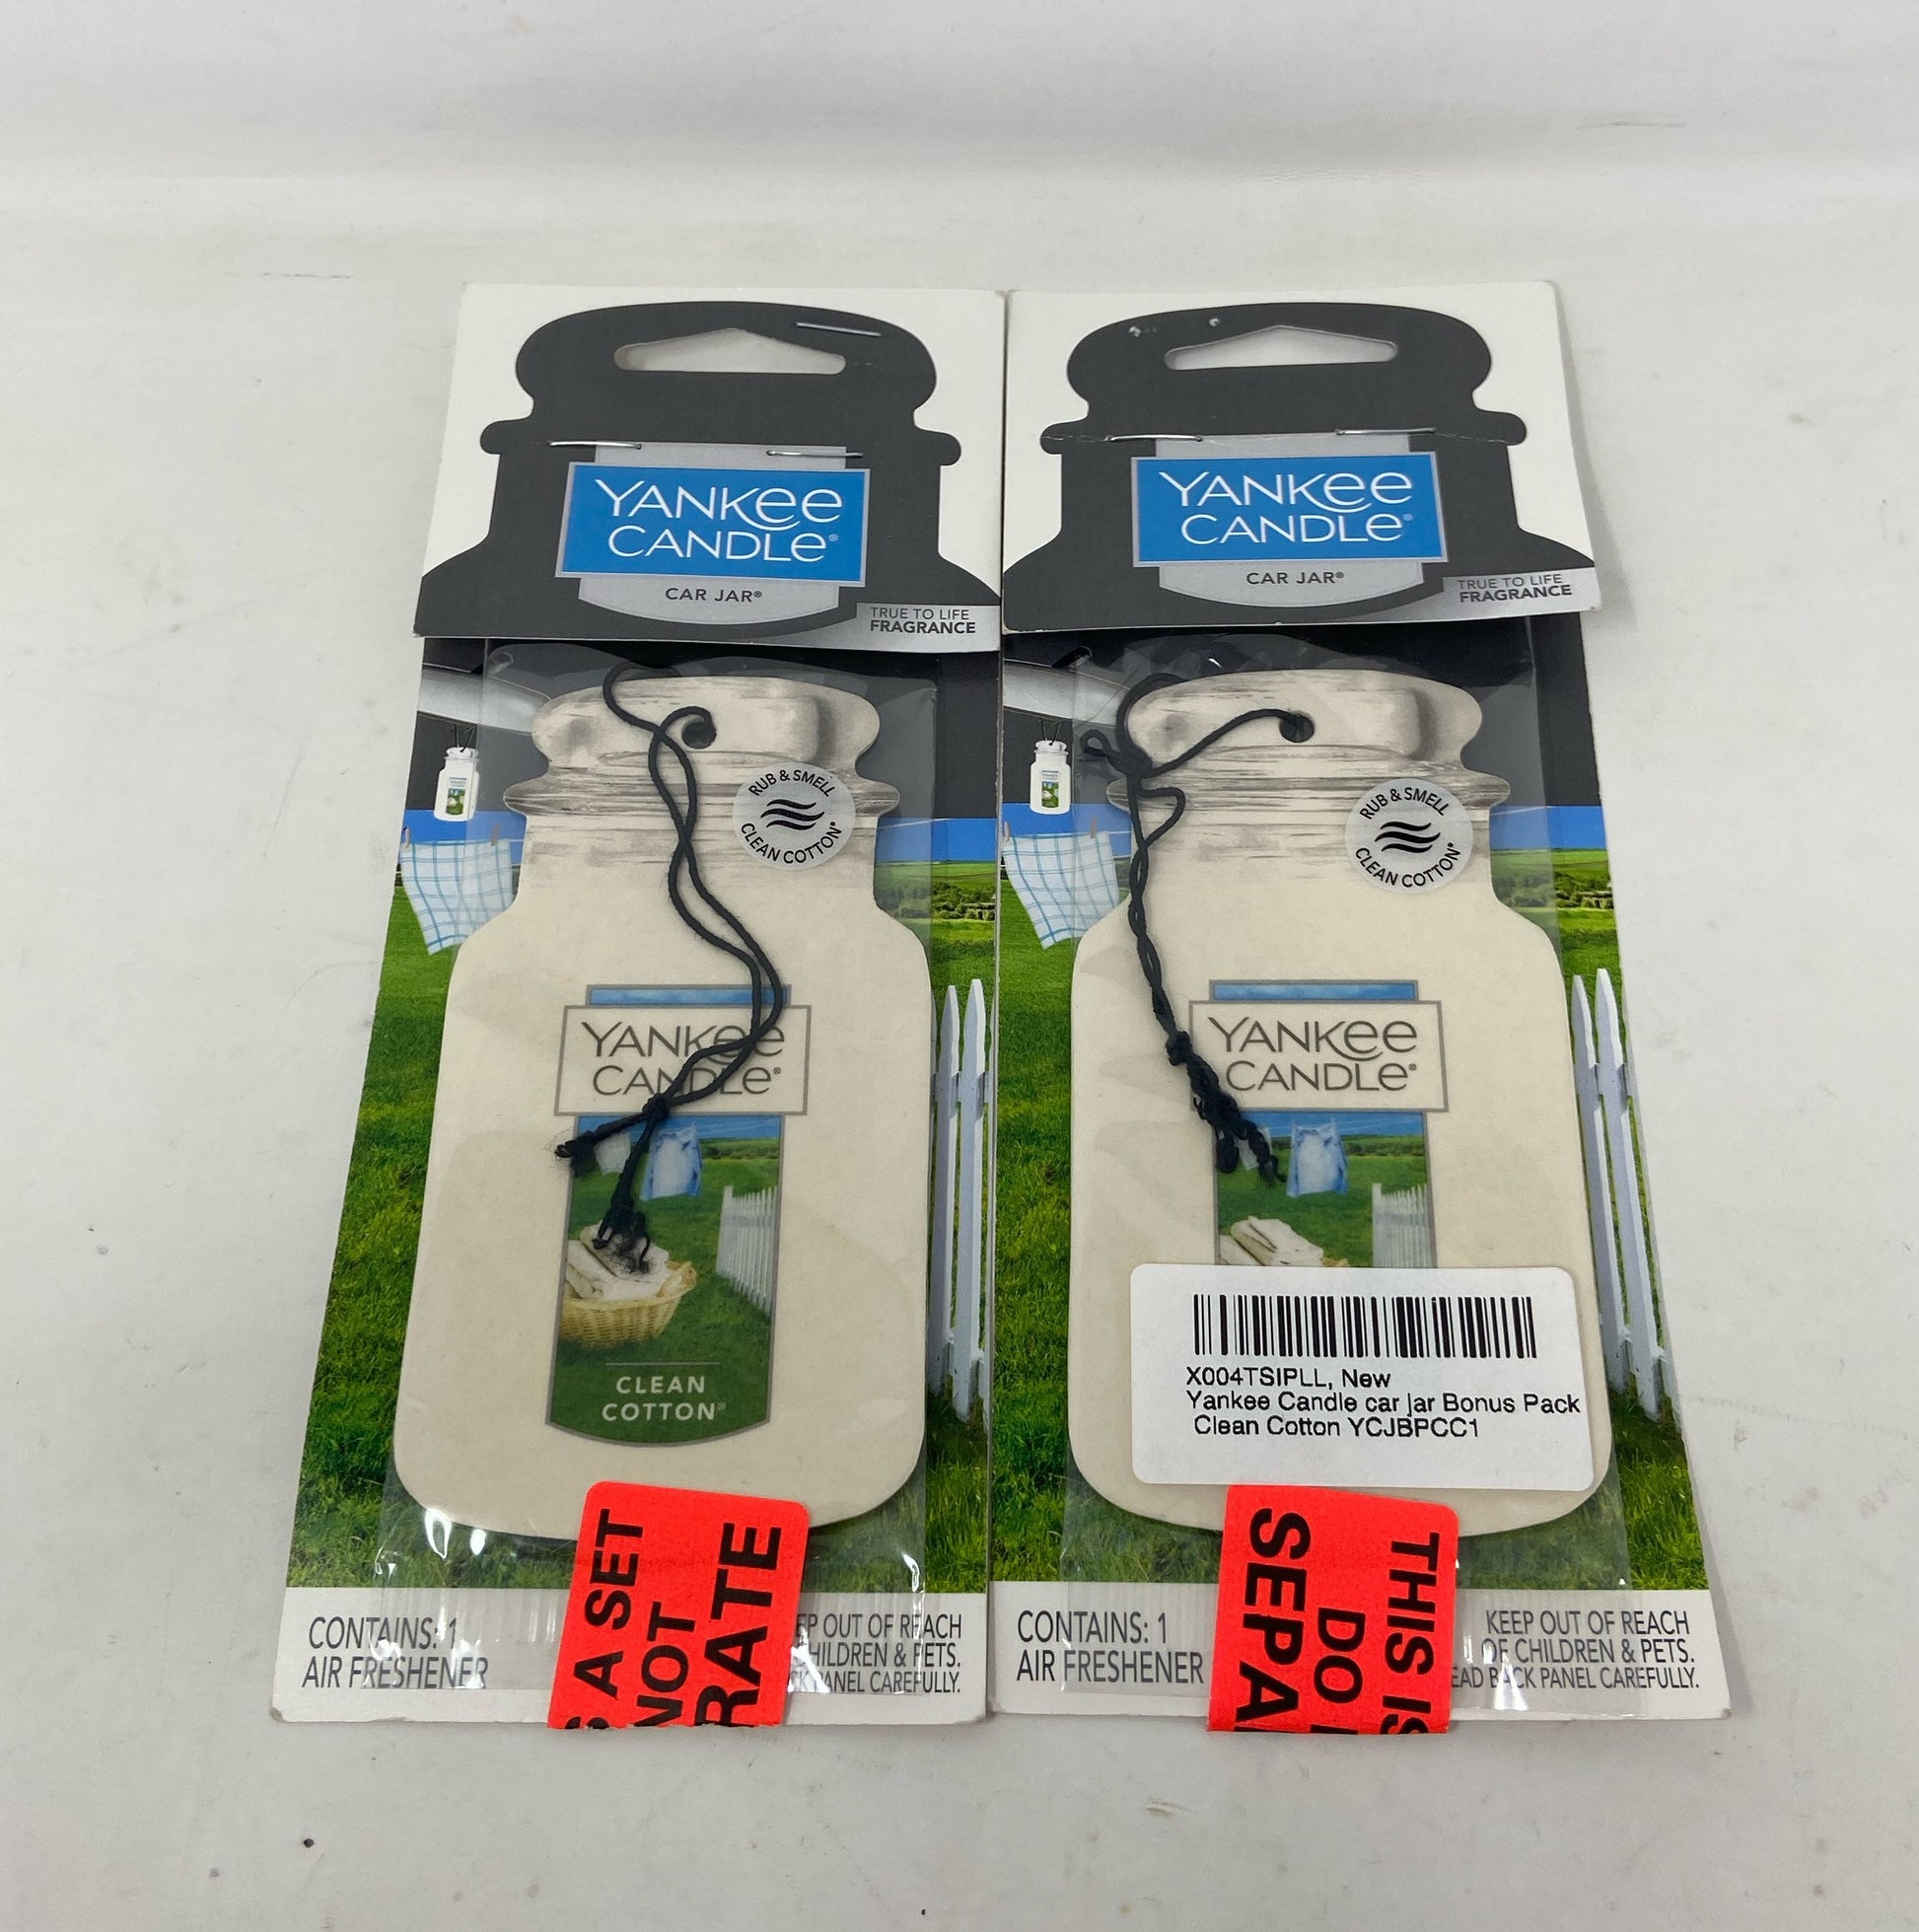 YANKEE
CANDLE®
CAR JAR®
TRUE TO LIFE
FRAGRANCE
RUB & SMELL
CLEAN COTTON®
YANKEE
CANDLE®
CLEAN
COTTON®
S A SET
NOT
RATE
CONTAINS: 1
AIR FRESHENER
EP OUT OF REACH
HILDREN & PETS.
CK PANEL CAREFULLY.
YANKEE
CANDLE®
CAR JAR®
TRUE TO LIFE
FRAGRANCE
RUB & SMELL
CLEAN COTTON®
YANKEE
CANDLE®
X004TSIPLL, New
Yankee Candle car jar Bonus Pack
Clean Cotton YCJBPCC1
THIS IS
DO
SEPA
CONTAINS: 1
AIR FRESHENER
KEEP OUT OF REACH
OF CHILDREN & PETS.
EAD BACK PANEL CAREFULLY.